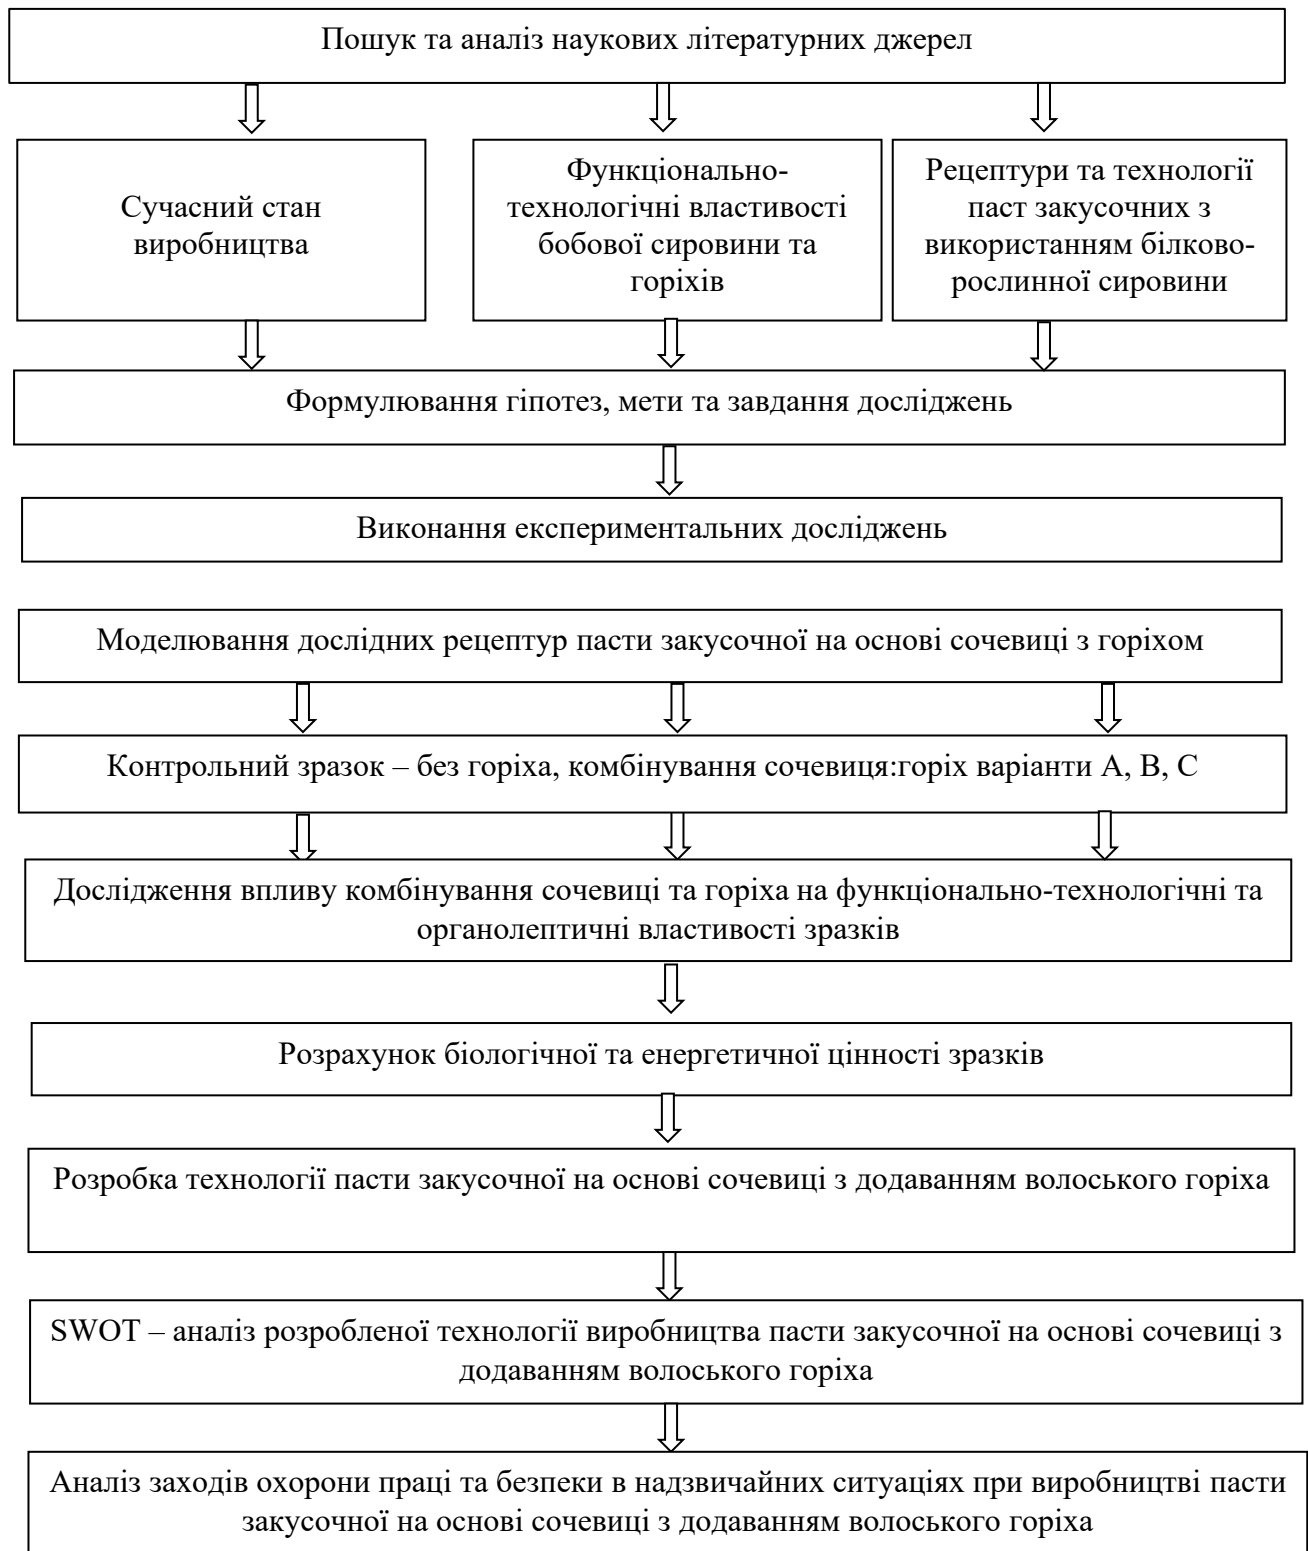 Пошук та аналіз наукових літературних джерел
Сучасний стан
виробництва
Функціонально-
технологічні властивості
бобової сировини та
горіхів
Рецептури та технології
паст закусочних з
використанням білково-
рослинної сировини
Формулювання гіпотез, мети та завдання досліджень
Виконання експериментальних досліджень
Моделювання дослідних рецептур пасти закусочної на основі сочевиці з горіхом
Контрольний зразок – без горіха, комбінування сочевиця:горіх варіанти А, В, С
Дослідження впливу комбінування сочевиці та горіха на функціонально-технологічні та
органолептичні властивості зразків
Розрахунок біологічної та енергетичної цінності зразків
Розробка технології пасти закусочної на основі сочевиці з додаванням волоського горіха
SWOT – аналіз розробленої технології виробництва пасти закусочної на основі сочевиці з
додаванням волоського горіха
Аналіз заходів охорони праці та безпеки в надзвичайних ситуаціях при виробництві пасти
закусочної на основі сочевиці з додаванням волоського горіха